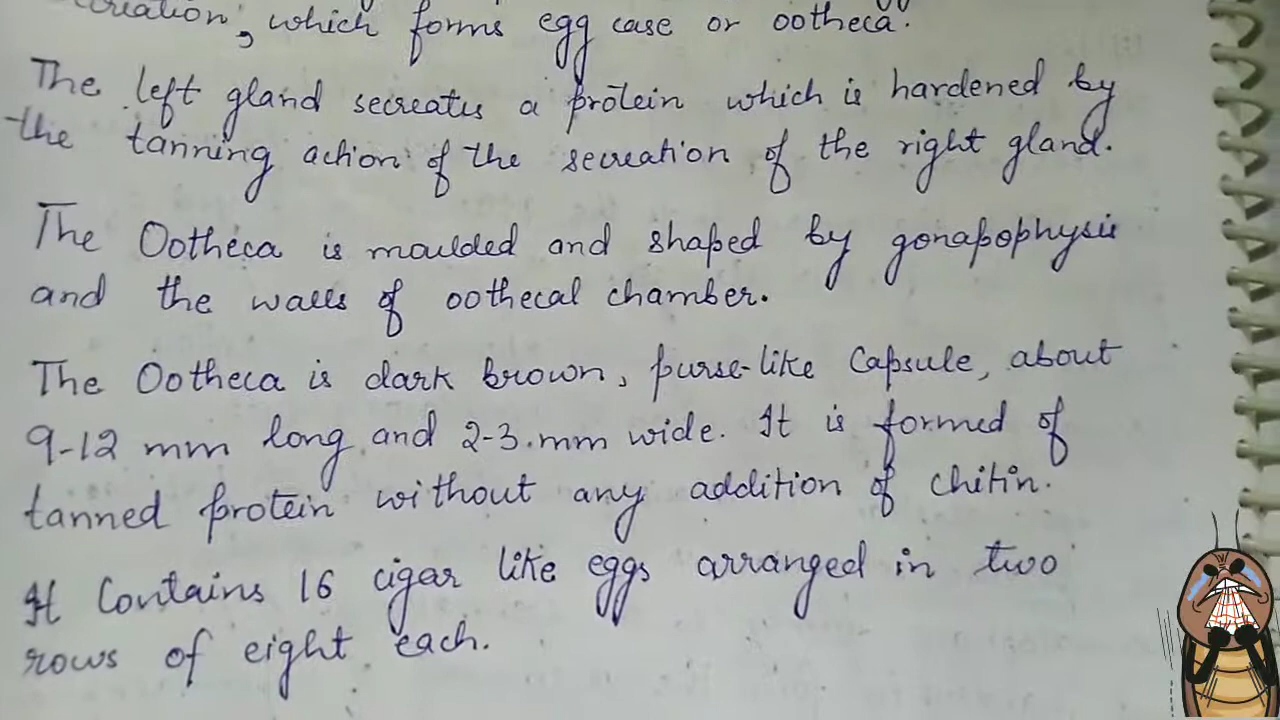 which forms egg case or ootheca.
The left gland secreates a protein which is hardened by
the tanning action of the secreation of the right gland.
The Ootheca is moulded and shaped by gonapophysis
and the walls of oothecal chamber.
The Ootheca is dark brown, purse-like Capsule, about
9-12 mm long and 2-3.mm wide. It is formed of
tanned protein without any addition of chitin.
It Contains 16 cigar like eggs arranged in two
rows of eight each.